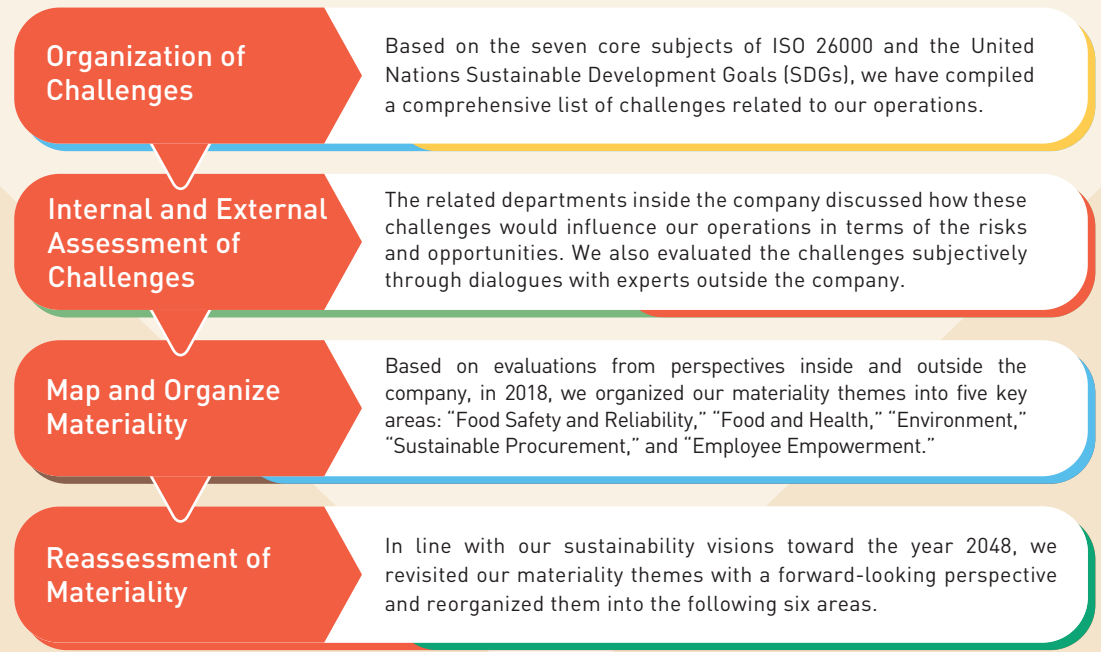 Organization of
Challenges
Based on the seven core subjects of ISO 26000 and the United
Nations Sustainable Development Goals (SDGs), we have compiled
a comprehensive list of challenges related to our operations.
Internal and External
Assessment of
Challenges
The related departments inside the company discussed how these
challenges would influence our operations in terms of the risks
and opportunities. We also evaluated the challenges subjectively
through dialogues with experts outside the company.
Map and Organize
Materiality
Based on evaluations from perspectives inside and outside the
company, in 2018, we organized our materiality themes into five key
areas: “Food Safety and Reliability,” “Food and Health,” “Environment,”
“Sustainable Procurement,” and “Employee Empowerment.”
Reassessment of
Materiality
In line with our sustainability visions toward the year 2048, we
revisited our materiality themes with a forward-looking perspective
and reorganized them into the following six areas.